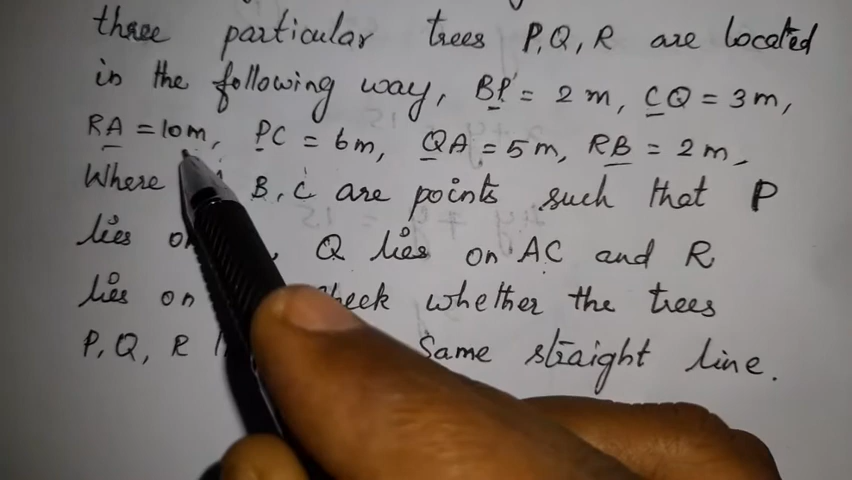 three particular trees P, Q, R are located
in the following way, BP = 2 m, CQ = 3 m,
RA = 10 m, PC = 6 m, QA = 5 m, RB = 2 m,
Where B, C are points such that P
lies on , Q lies on AC and R
lies on whether the trees
P, Q, R Same straight line.